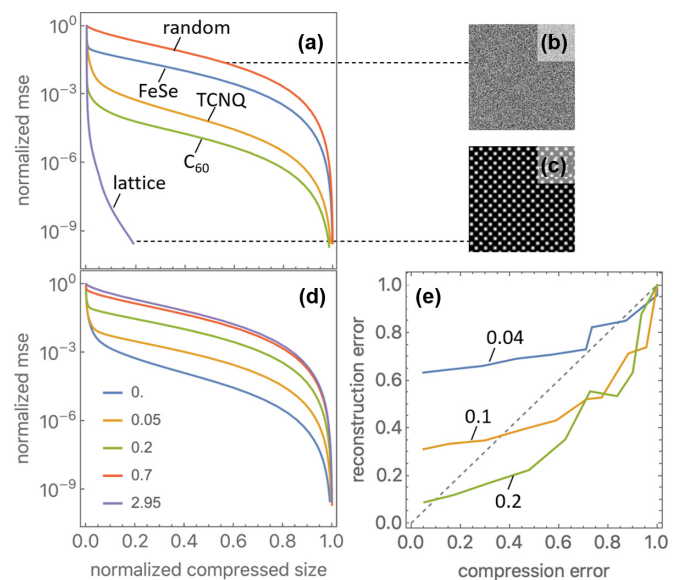 (a)
random
FeSe
TCNQ
C60
lattice
normalized mse
10^0
10^-3
10^-6
10^-9
(b)
(c)
(d)
normalized mse
10^0
10^-3
10^-6
10^-9
0.
0.05
0.2
0.7
2.95
0.0 0.2 0.4 0.6 0.8 1.0
normalized compressed size
(e)
reconstruction error
1.0
0.8
0.6
0.4
0.2
0.0
0.04
0.1
0.2
0.0 0.2 0.4 0.6 0.8 1.0
compression error